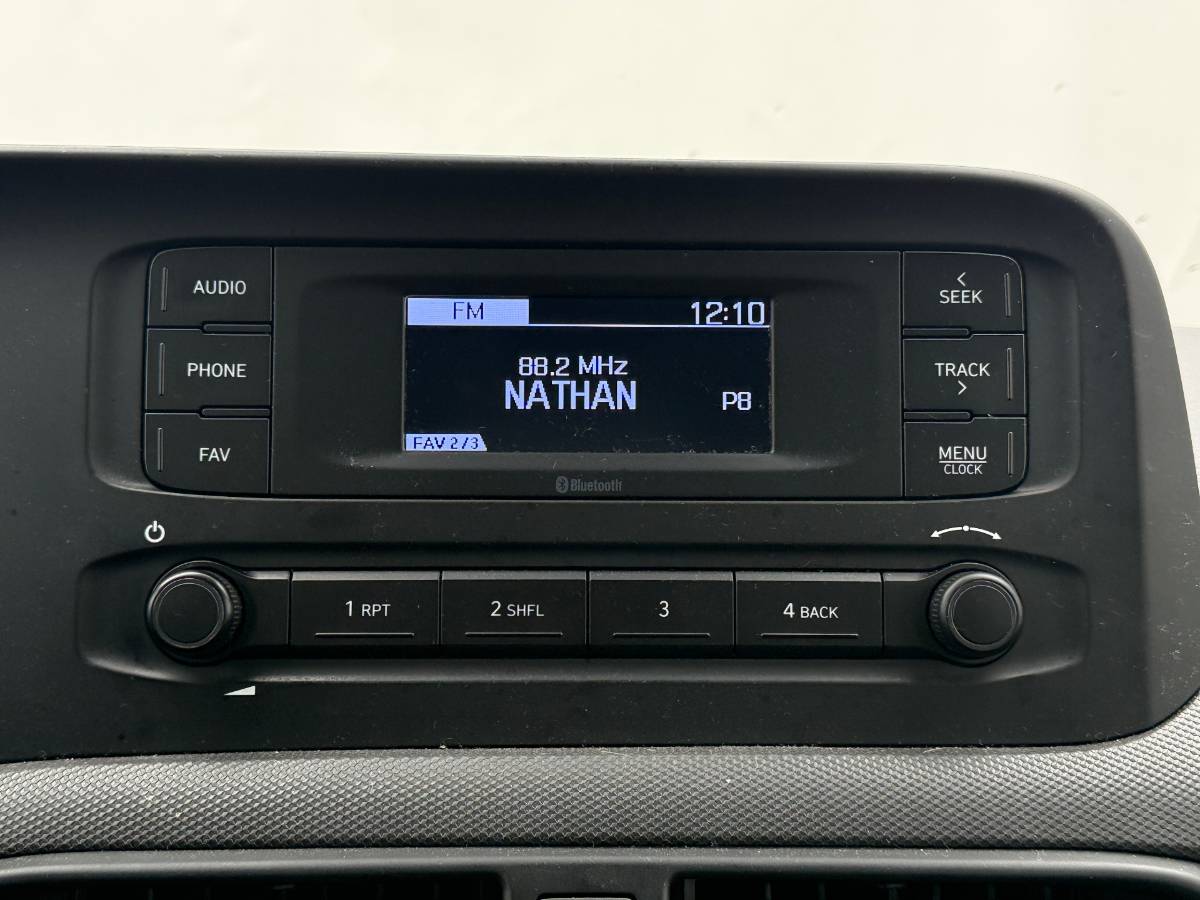 AUDIO
PHONE
FAV
FM 12:10
88.2 MHz
NATHAN P8
FAV 2/3
Bluetooth
<
SEEK
TRACK
>
MENU
CLOCK
1 RPT
2 SHFL
3
4 BACK